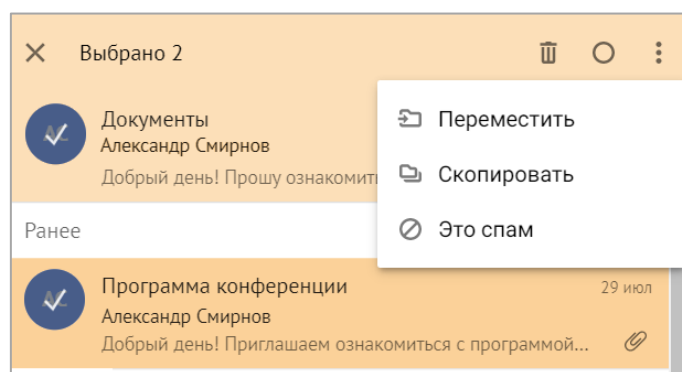 Выбрано 2
Документы
Александр Смирнов
Добрый день! Прошу ознакомить
Переместить
Скопировать
Это спам
Ранее
Программа конференции
29 июл
Александр Смирнов
Добрый день! Приглашаем ознакомиться с программой...